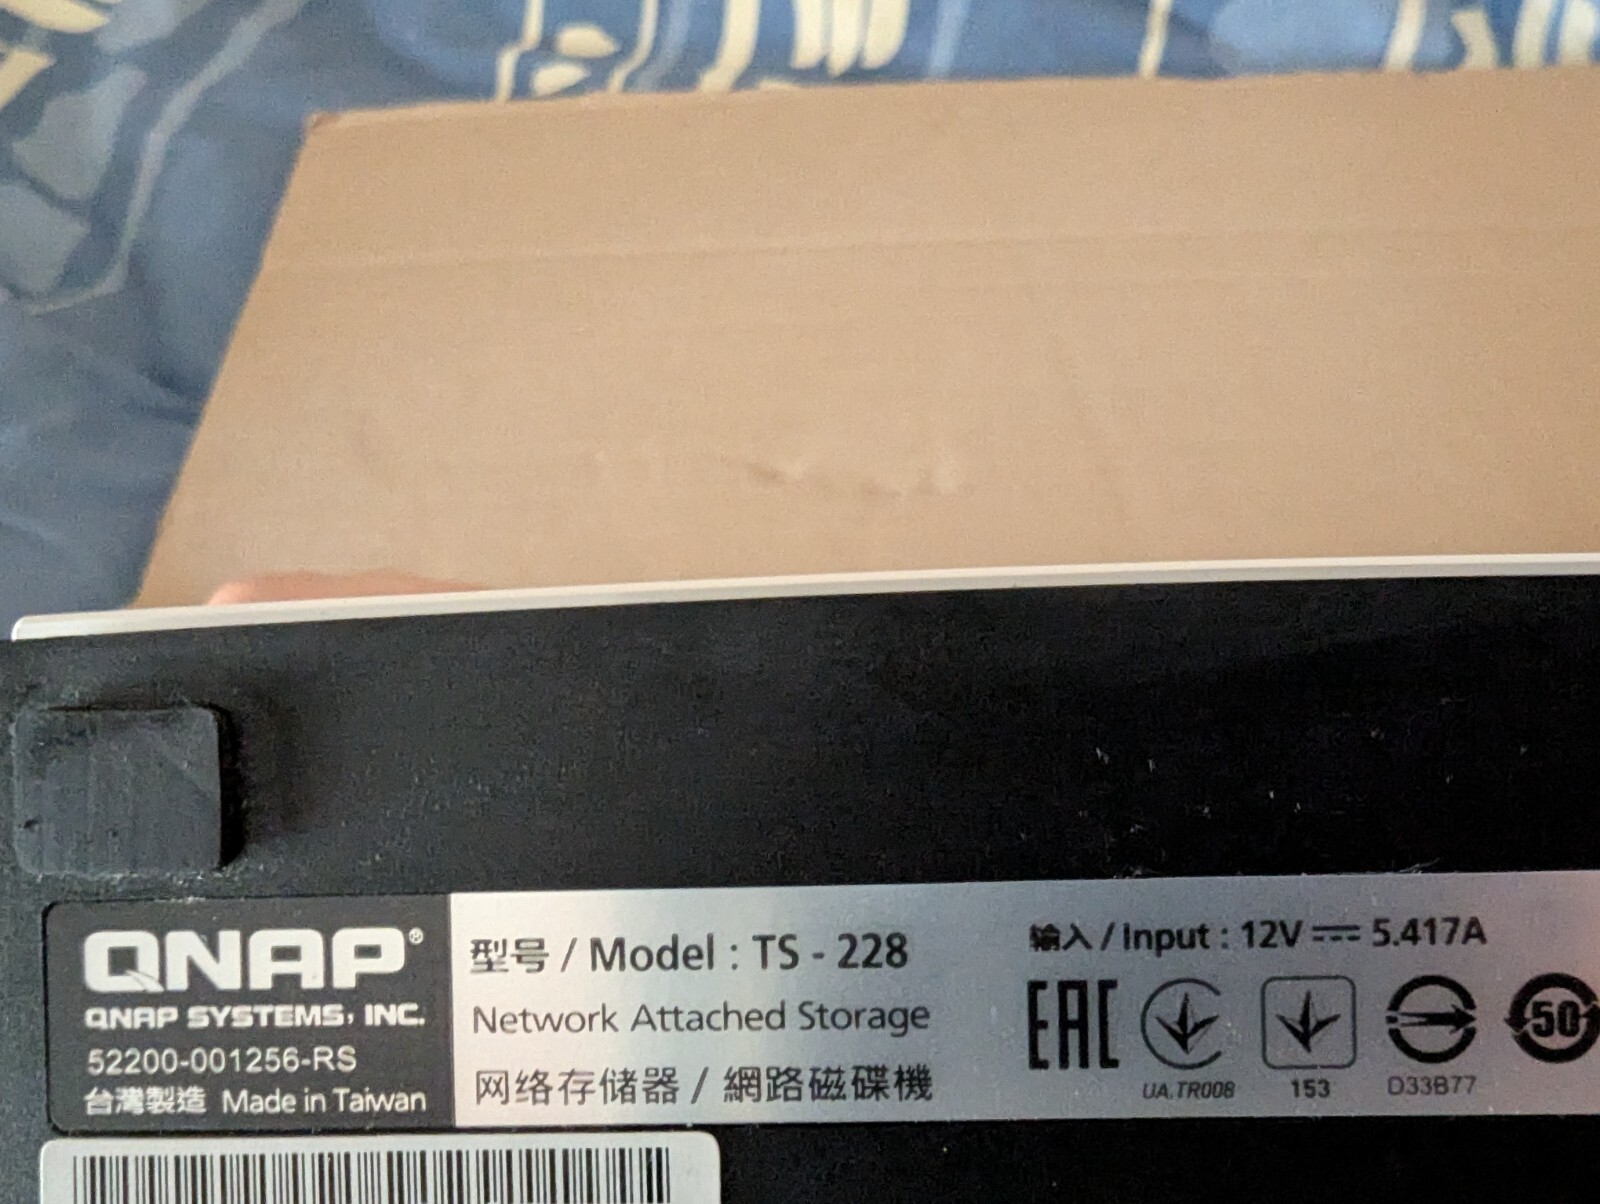 QNAP®
QNAP SYSTEMS, INC.
52200-001256-RS
台灣製造 Made in Taiwan
型号 / Model : TS - 228
Network Attached Storage
网络存储器 / 網路磁碟機
输入 / Input : 12V ⎓ 5.417A
EAC
UA.TR008
153
D33B77
50